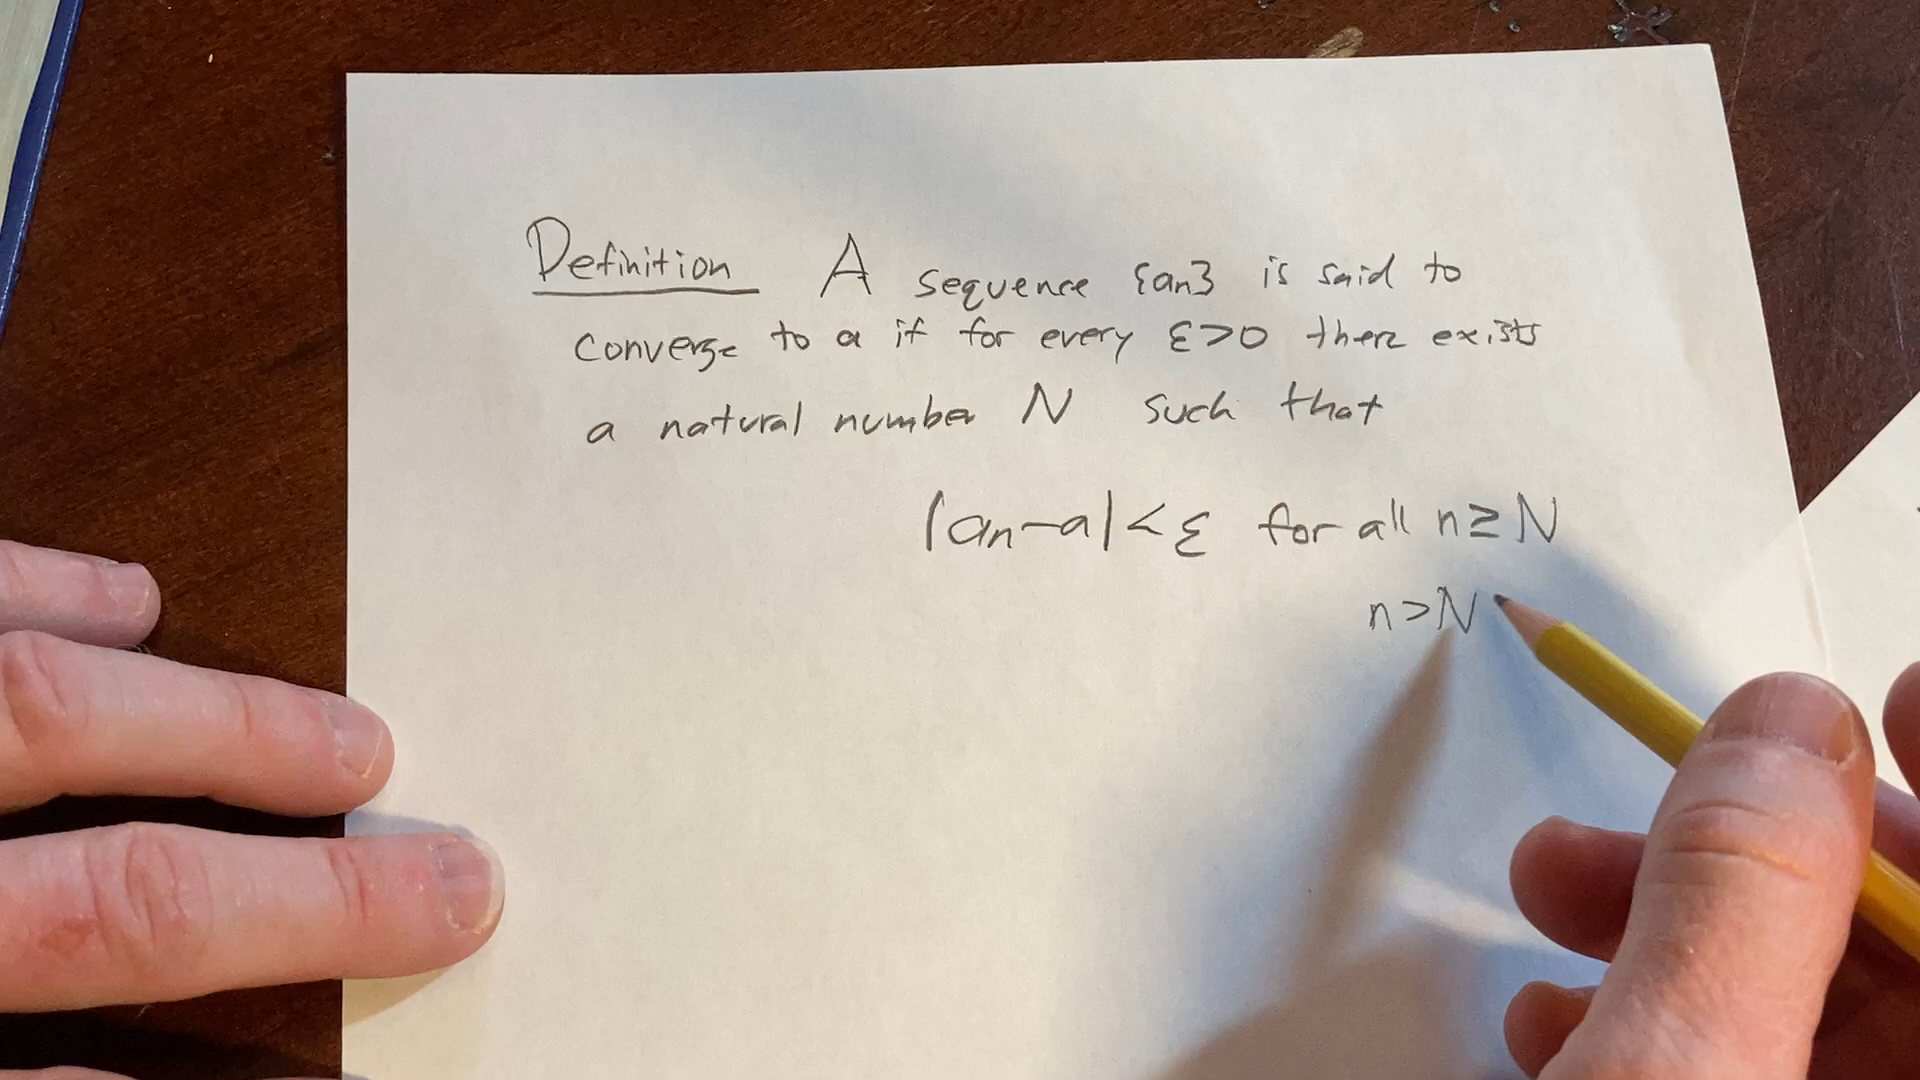 Definition A sequence {an} is said to
converge to a if for every ε>0 there exists
a natural number N such that
|an-a|<ε for all n≥N
n>N